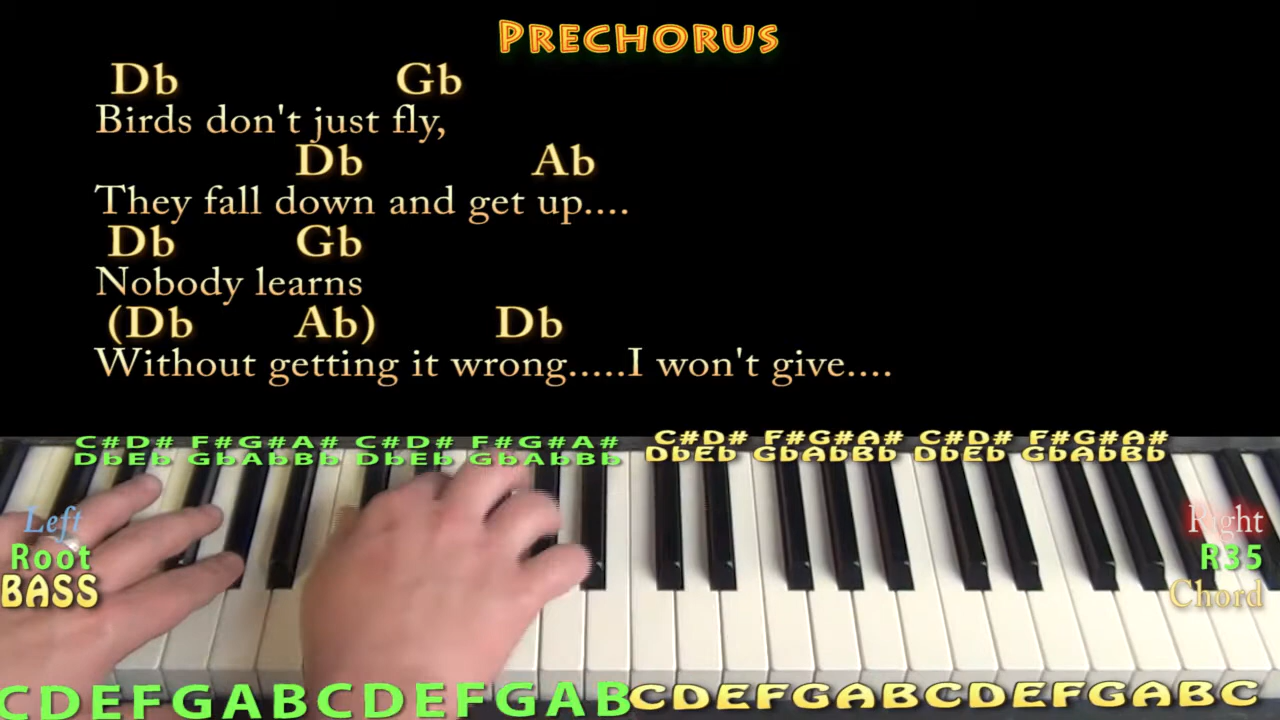 PRECHORUS
Db Gb
Birds don't just fly,
Db Ab
They fall down and get up....
Db Gb
Nobody learns
(Db Ab) Db
Without getting it wrong.....I won't give....
C#D# F#G#A# C#D# F#G#A# C#D# F#G#A# C#D# F#G#A#
DbEb GbAbBb DbEb GbAbBb DbEb GbAbBb DbEb GbAbBb
Left
Root
BASS
Right
R35
Chord
CDEFGABCDEFGABCDEFGABCDEFGABC